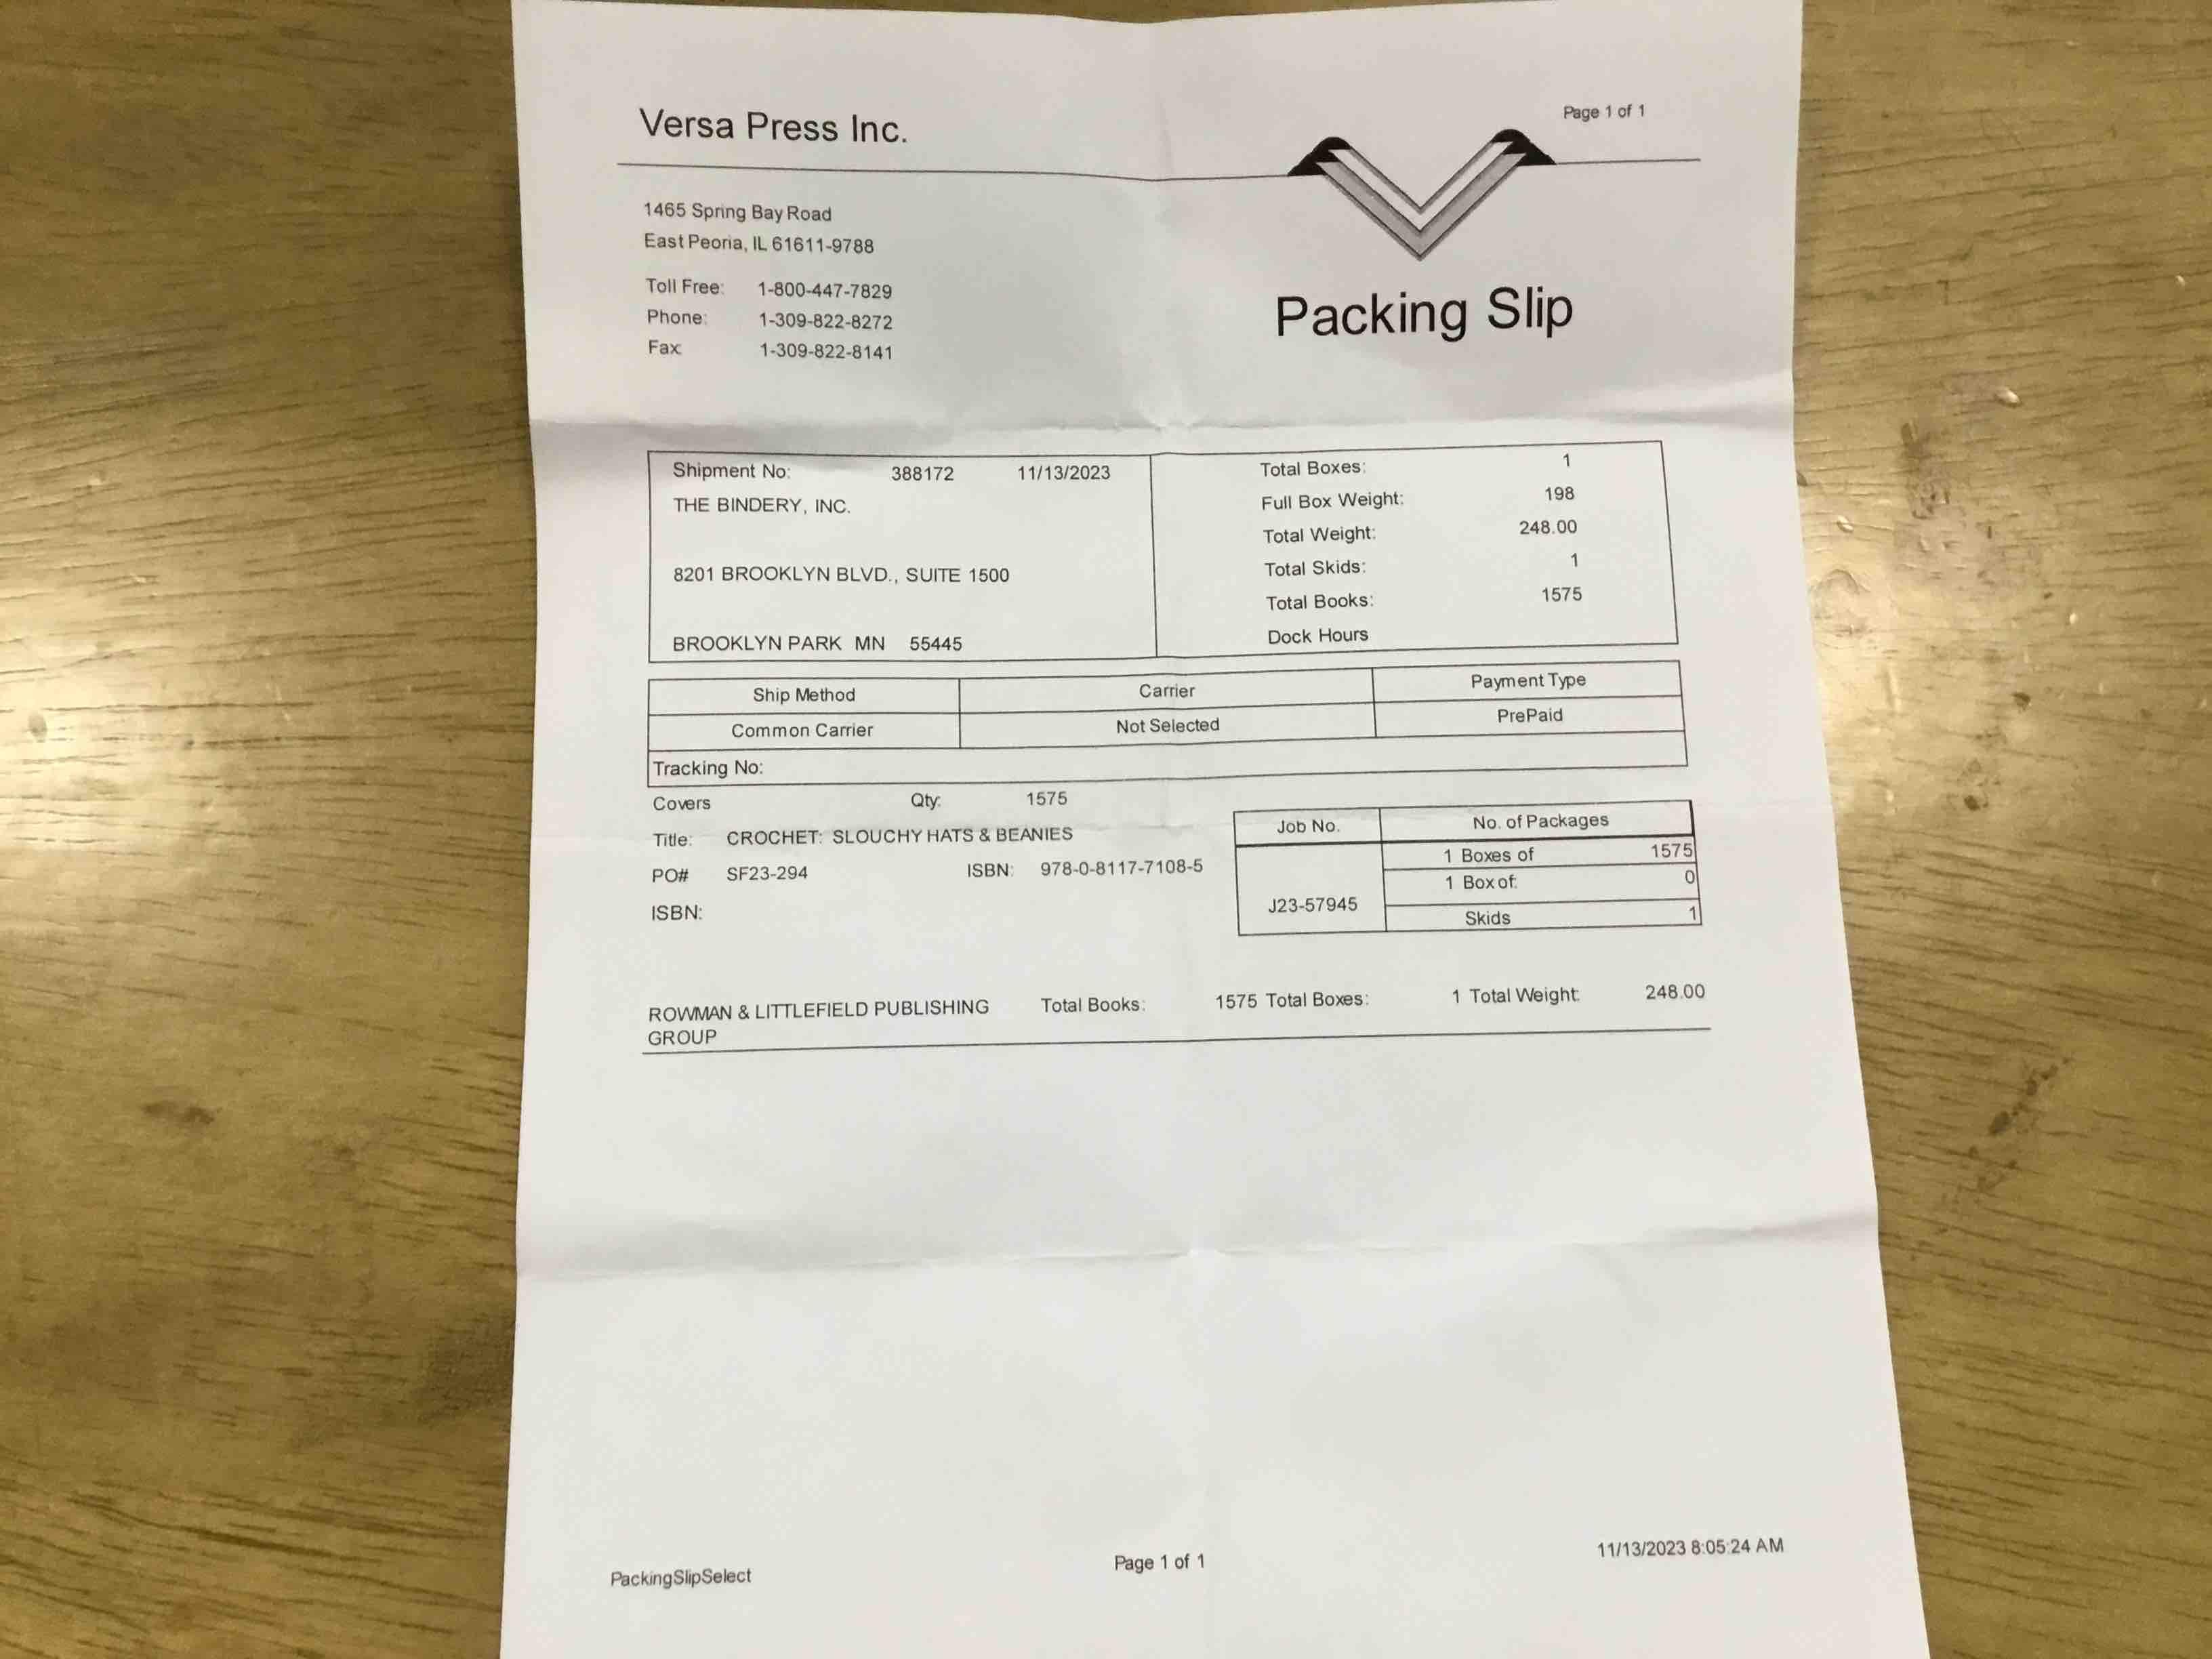 Page 1 of 1
Versa Press Inc.
1465 Spring Bay Road
East Peoria, IL 61611-9788
Toll Free: 1-800-447-7829
Phone: 1-309-822-8272
Fax: 1-309-822-8141
Packing Slip
Shipment No: 388172 11/13/2023
THE BINDERY, INC.
8201 BROOKLYN BLVD., SUITE 1500
BROOKLYN PARK MN 55445
Total Boxes: 1
Full Box Weight: 198
Total Weight: 248.00
Total Skids: 1
Total Books: 1575
Dock Hours
Ship Method Carrier Payment Type
Common Carrier Not Selected PrePaid
Tracking No:
Covers Qty: 1575
Title: CROCHET: SLOUCHY HATS & BEANIES
PO# SF23-294 ISBN: 978-0-8117-7108-5
ISBN:
Job No. No. of Packages
1 Boxes of 1575
1 Box of: 0
J23-57945
Skids 1
ROWMAN & LITTLEFIELD PUBLISHING Total Books: 1575 Total Boxes: 1 Total Weight: 248.00
GROUP
PackingSlipSelect Page 1 of 1 11/13/2023 8:05:24 AM